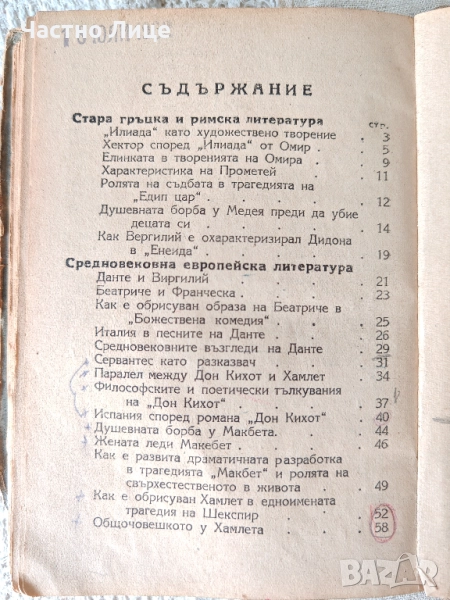 Частно Лице
СЪДЪРЖАНИЕ
Стара гръцка и римска литература стр.
„Илиада“ като художествено творение . 3
Хектор според „Илиада“ от Омир . . 5
Елинката в творенията на Омира . . 9
Характеристика на Прометей . . . 11
Ролята на съдбата в трагедията на
„Едип цар“ . . . . . . 12
Душевната борба у Медея преди да убие
децата си . . . . . . 14
Как Вергилий е охарактеризирал Дидона
в „Енеида“ . . . . . . 19
Средновековна европейска литература
Данте и Виргилий . . . . . 21
Беатриче и Франческа . . . . . 23
Как е обрисуван образа на Беатриче в
„Божествена комедия“ . . . . 25
Италия в песните на Данте . . . 26
Средновековните възгледи на Данте . 29
Сервантес като разказвач . . . 31
Паралел между Дон Кихот и Хамлет . 34
Философските и поетически тълкувания
на „Дон Кихот“ . . . . . 37
Испания според романа „Дон Кихот“ . 40
Душевната борба у Макбета . . . 44
Жената леди Макебет . . . . 46
Как е развита драматичната разработка
в трагедията „Макбет“ и ролята на
свърхестественото в живота . . 49
Как е обрисуван Хамлет в едноимената
трагедия на Шекспир . . . . 52
Общочовешкото у Хамлета . . . 58
BAZAR.bg